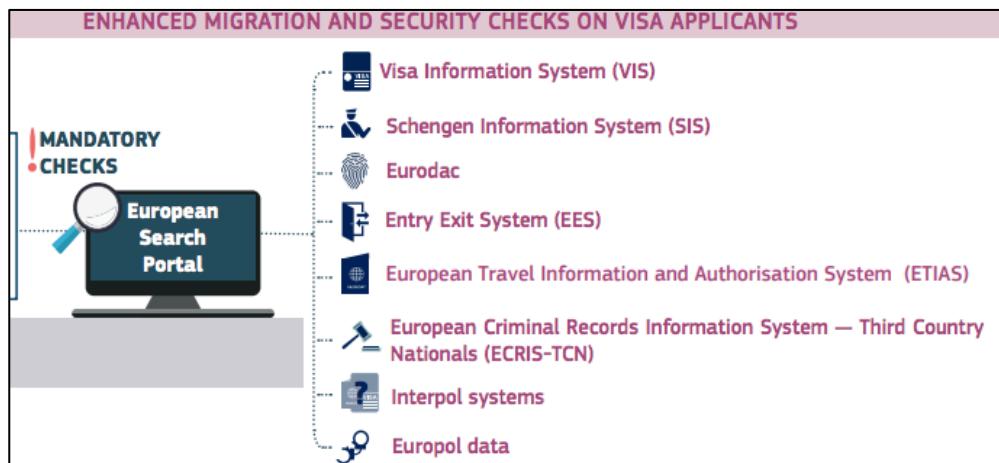 ENHANCED MIGRATION AND SECURITY CHECKS ON VISA APPLICANTS
MANDATORY
CHECKS
European
Search
Portal
Visa Information System (VIS)
Schengen Information System (SIS)
Eurodac
Entry Exit System (EES)
European Travel Information and Authorisation System (ETIAS)
European Criminal Records Information System — Third Country
Nationals (ECRIS-TCN)
Interpol systems
Europol data